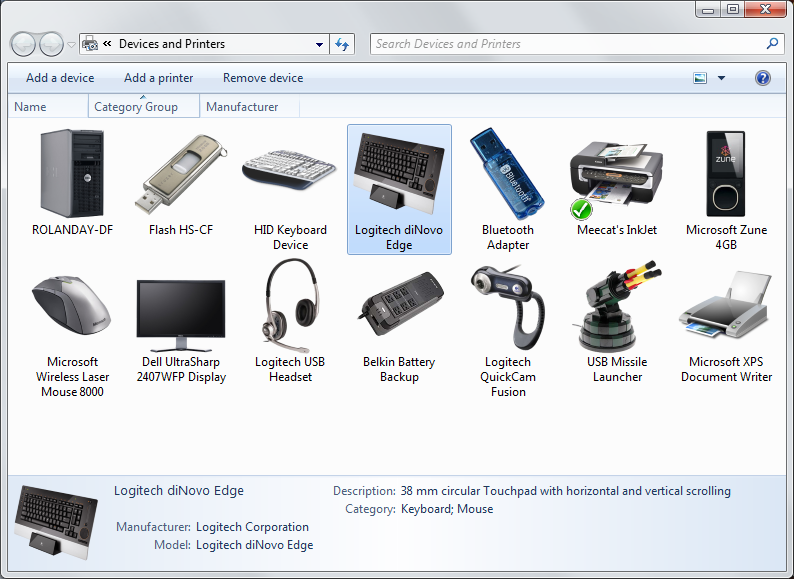 « Devices and Printers
Search Devices and Printers
Add a device
Add a printer
Remove device
Name
Category Group
Manufacturer
zune
Bluetooth
ROLANDAY-DF
Flash HS-CF
HID Keyboard
Device
Logitech diNovo
Edge
Bluetooth
Adapter
Meecat's InkJet
Microsoft Zune
4GB
Microsoft
Wireless Laser
Mouse 8000
Dell UltraSharp
2407WFP Display
Logitech USB
Headset
Belkin Battery
Backup
Logitech
QuickCam
Fusion
USB Missile
Launcher
Microsoft XPS
Document Writer
Logitech diNovo Edge
Description: 38 mm circular Touchpad with horizontal and vertical scrolling
Category: Keyboard; Mouse
Manufacturer: Logitech Corporation
Model: Logitech diNovo Edge